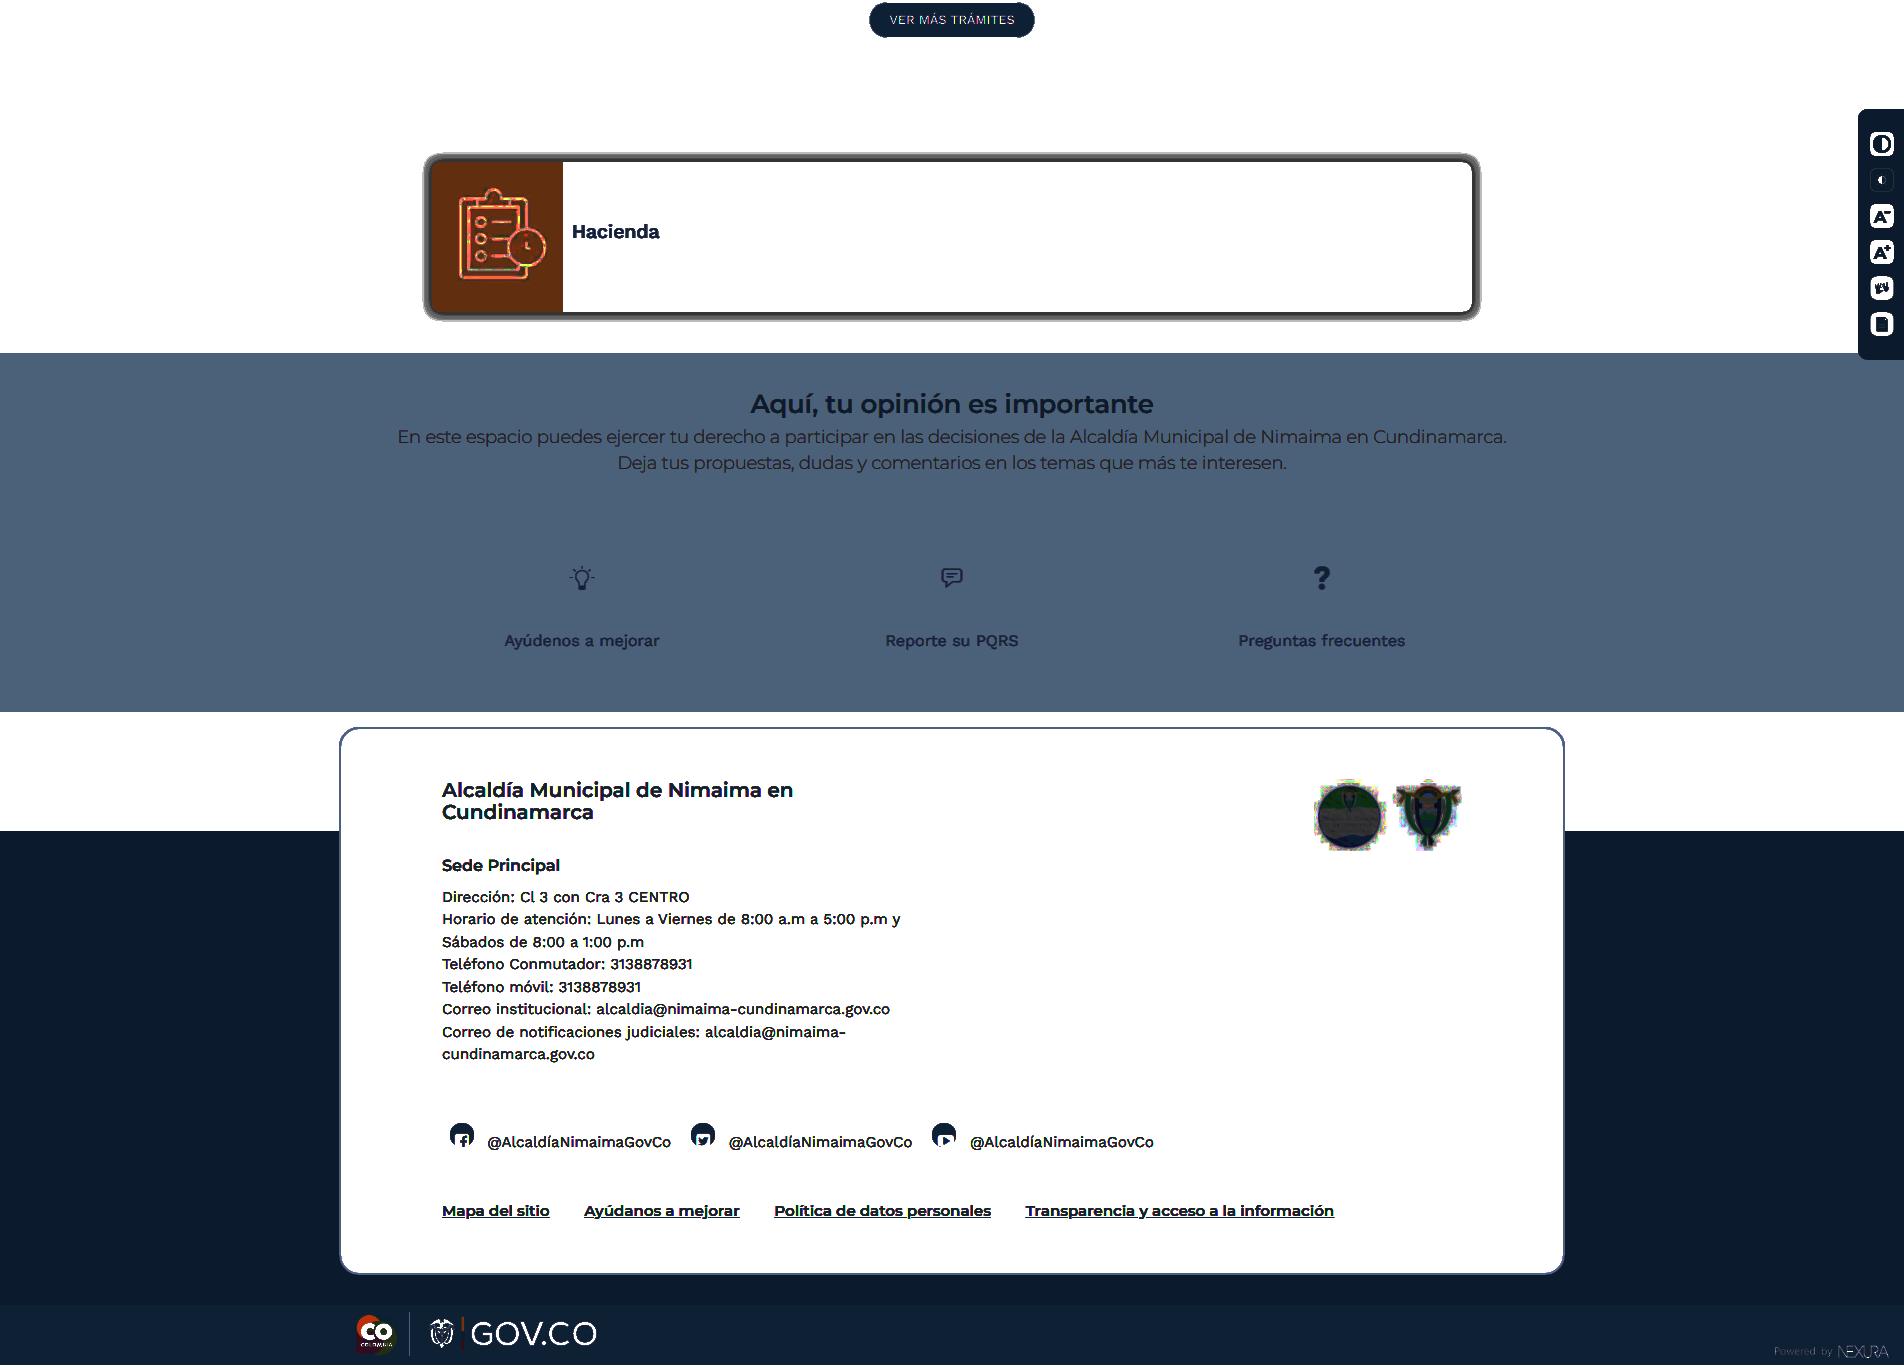 VER MÁS TRÁMITES
Hacienda
Aquí, tu opinión es importante
En este espacio puedes ejercer tu derecho a participar en las decisiones de la Alcaldía Municipal de Nimaima en Cundinamarca.
Deja tus propuestas, dudas y comentarios en los temas que más te interesen.
Ayúdenos a mejorar
Reporte su PQRS
Preguntas frecuentes
Alcaldía Municipal de Nimaima en
Cundinamarca
Sede Principal
Dirección: Cl 3 con Cra 3 CENTRO
Horario de atención: Lunes a Viernes de 8:00 a.m a 5:00 p.m y
Sábados de 8:00 a 1:00 p.m
Teléfono Conmutador: 3138878931
Teléfono móvil: 3138878931
Correo institucional: alcaldia@nimaima-cundinamarca.gov.co
Correo de notificaciones judiciales: alcaldia@nimaima-
cundinamarca.gov.co
@AlcaldíaNimaimaGovCo @AlcaldíaNimaimaGovCo @AlcaldíaNimaimaGovCo
Mapa del sitio Ayúdanos a mejorar Política de datos personales Transparencia y acceso a la información
CO
COLOMBIA
GOV.CO
Powered by NEXURA